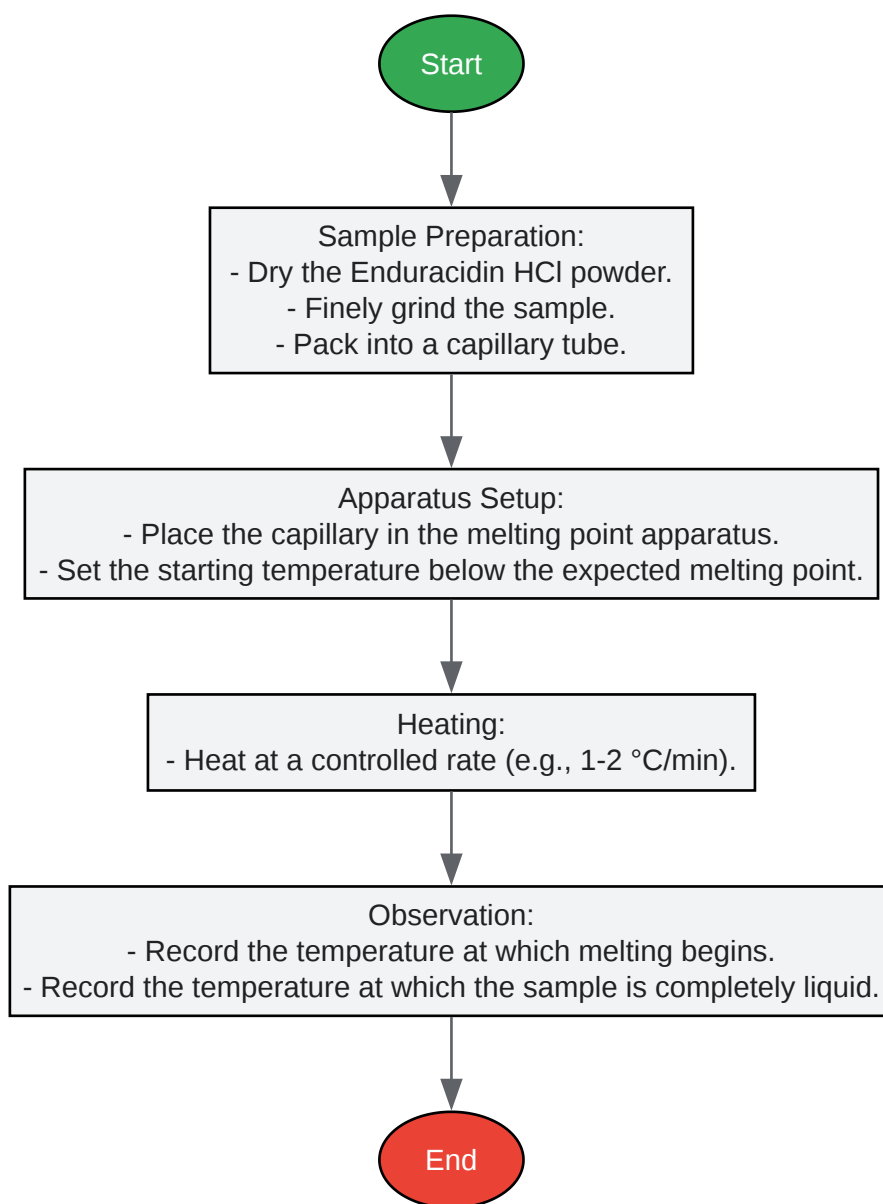 Start
Sample Preparation:
- Dry the Enduracidin HCl powder.
- Finely grind the sample.
- Pack into a capillary tube.
Apparatus Setup:
- Place the capillary in the melting point apparatus.
- Set the starting temperature below the expected melting point.
Heating:
- Heat at a controlled rate (e.g., 1-2 °C/min).
Observation:
- Record the temperature at which melting begins.
- Record the temperature at which the sample is completely liquid.
End